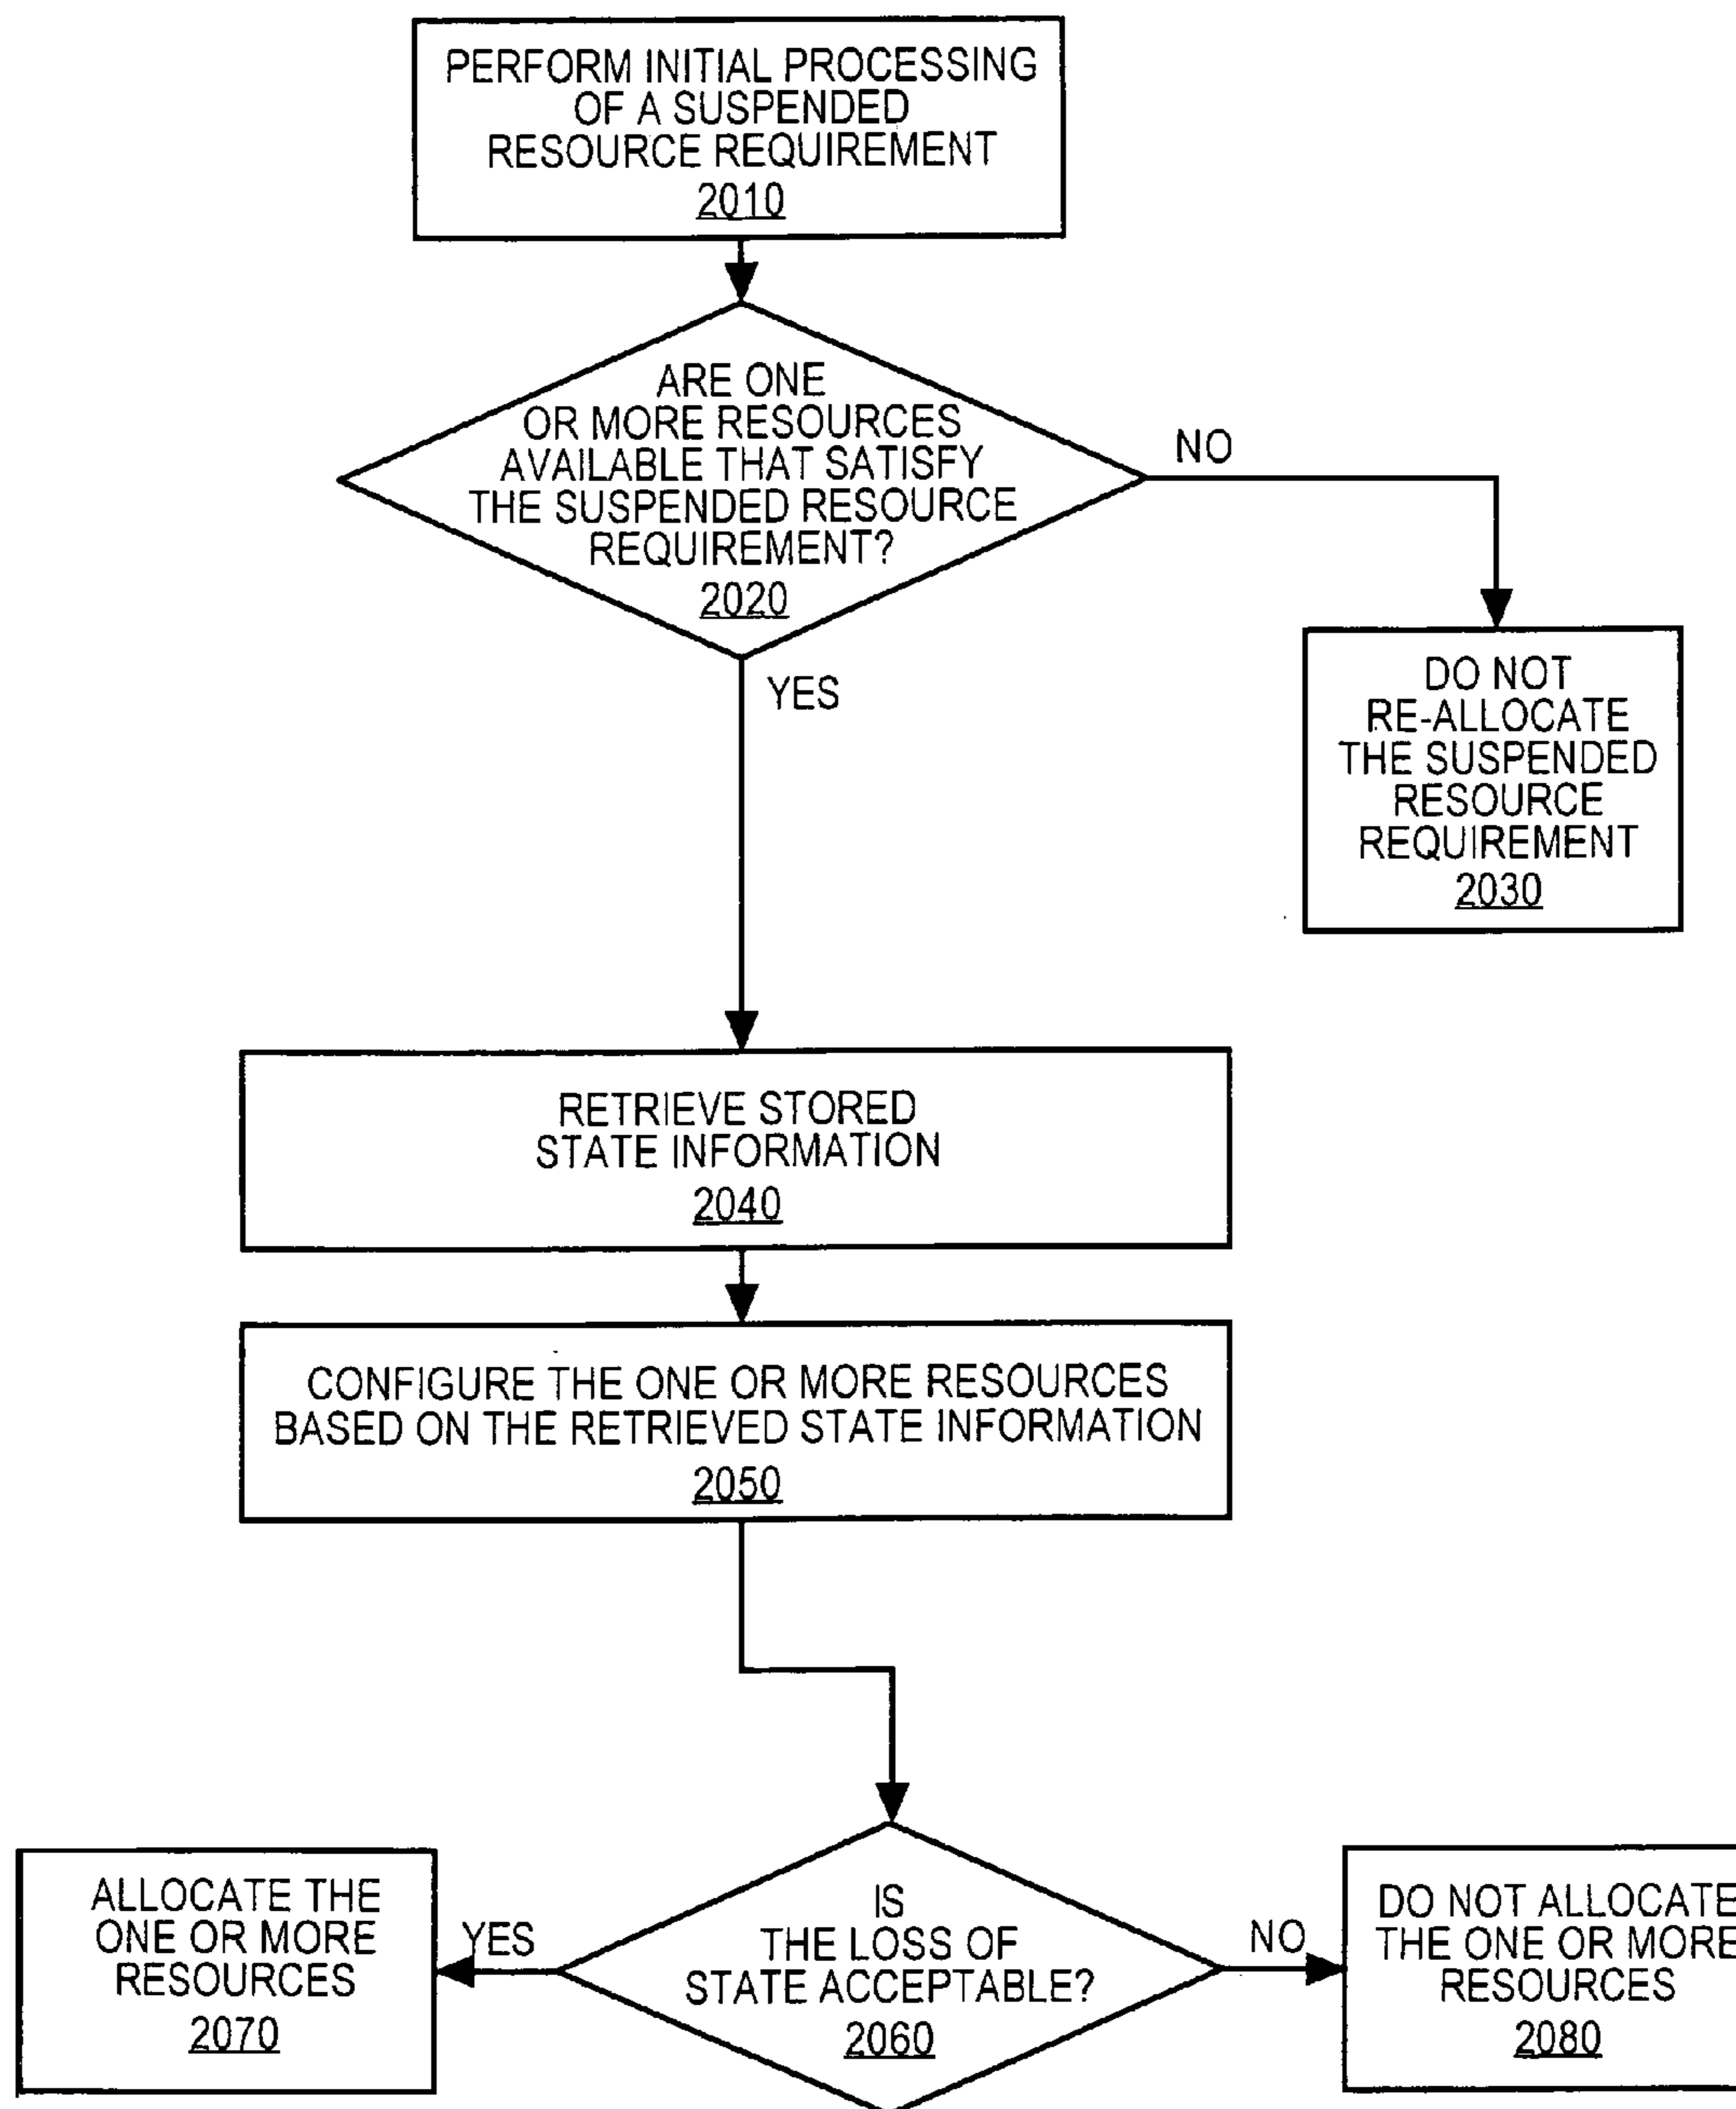 PERFORM INITIAL PROCESSING
OF A SUSPENDED
RESOURCE REQUIREMENT
2010
ARE ONE
OR MORE RESOURCES
AVAILABLE THAT SATISFY
THE SUSPENDED RESOURCE
REQUIREMENT?
2020
NO
YES
DO NOT
RE-ALLOCATE
THE SUSPENDED
RESOURCE
REQUIREMENT
2030
RETRIEVE STORED
STATE INFORMATION
2040
CONFIGURE THE ONE OR MORE RESOURCES
BASED ON THE RETRIEVED STATE INFORMATION
2050
ALLOCATE THE
ONE OR MORE
RESOURCES
2070
YES
IS
THE LOSS OF
STATE ACCEPTABLE?
2060
NO
DO NOT ALLOCATE
THE ONE OR MORE
RESOURCES
2080